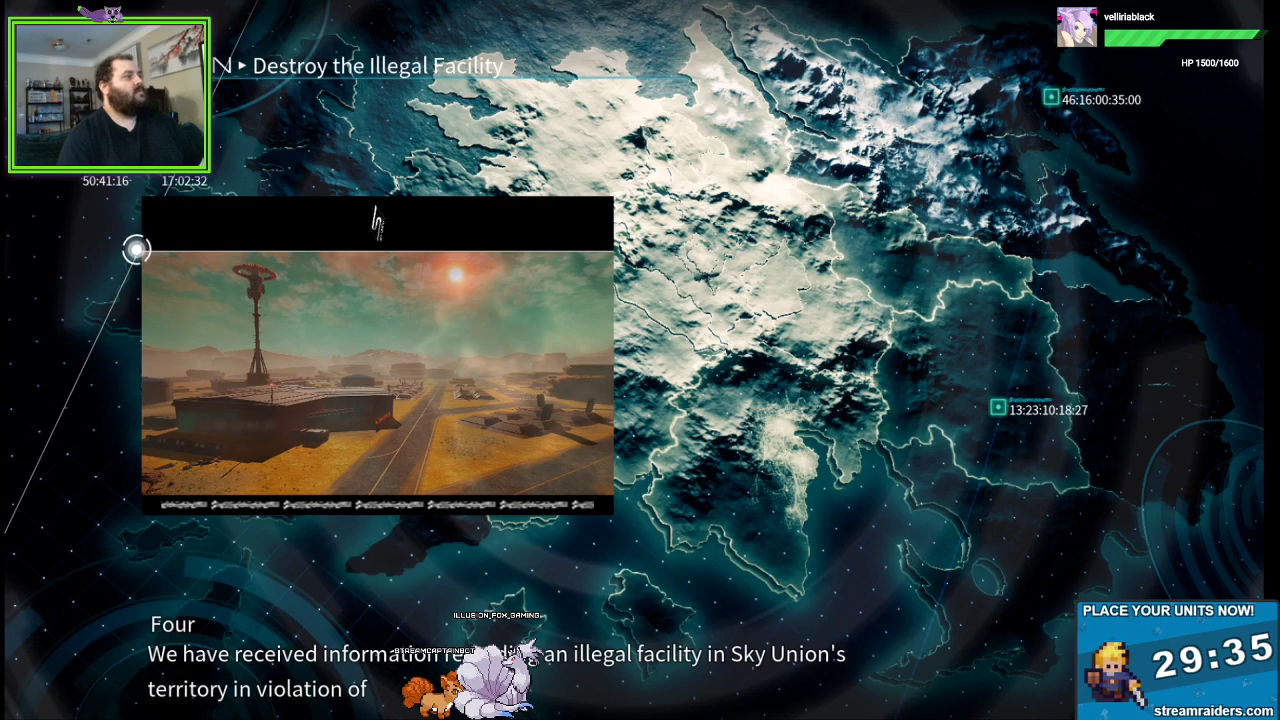 velliriablack
HP 1500/1600
N ▸ Destroy the Illegal Facility
46:16:00:35:00
50:41:16· 17:02:32
13:23:10:18:27
Four
ILLUSION_FOX_GAMING
STREAMCAPTAINBOT
We have received information an illegal facility in Sky Union's
territory in violation of
PLACE YOUR UNITS NOW!
29:35
streamraiders.com